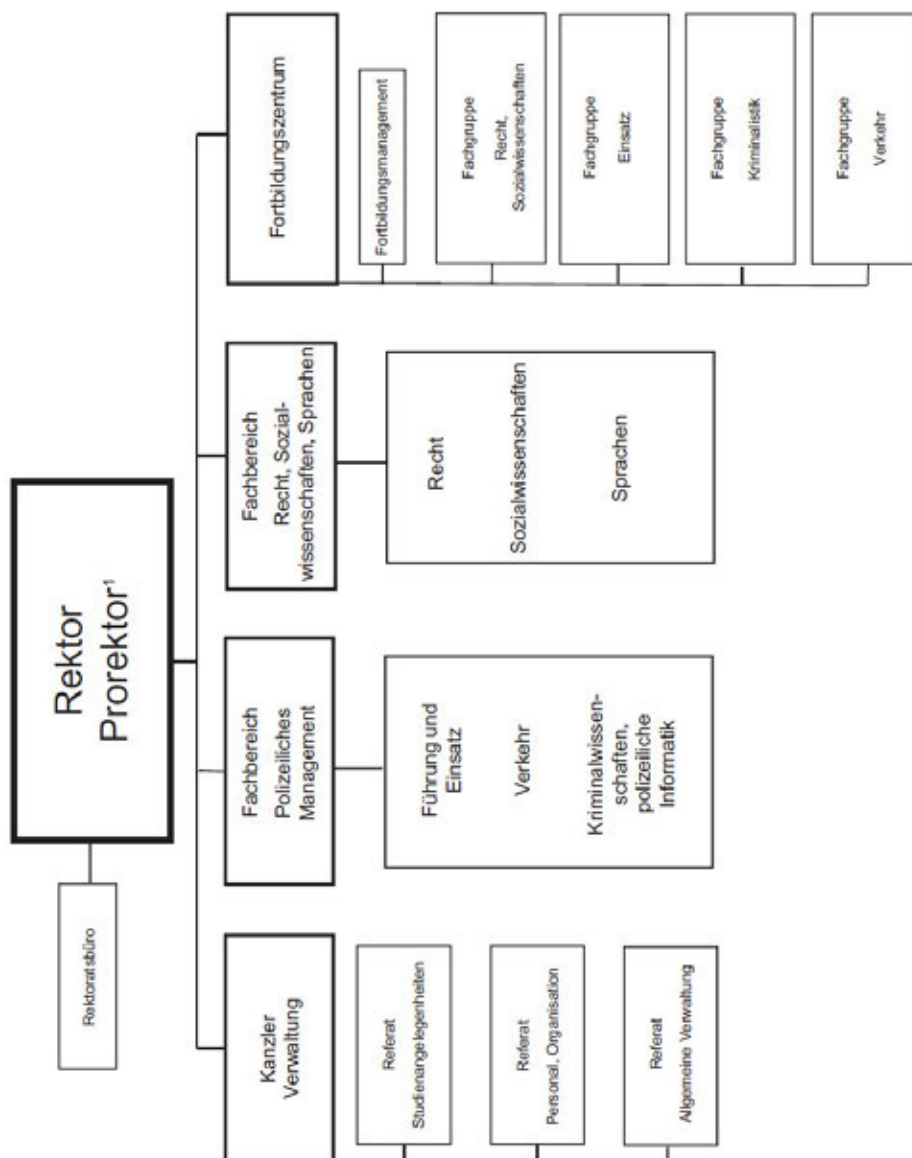 Rektor
Prorektor¹
Rektoratsbüro
Kanzler
Verwaltung
Referat
Studienangelegenheiten
Referat
Personal, Organisation
Referat
Allgemeine Verwaltung
Fachbereich
Polizeiliches
Management
Führung und
Einsatz
Verkehr
Kriminalwissen-
schaften,
polizeiliche
Informatik
Fachbereich
Recht, Sozial-
wissenschaften, Sprachen
Recht
Sozialwissenschaften
Sprachen
Fortbildungszentrum
Fortbildungsmanagement
Fachgruppe
Recht,
Sozialwissenschaften
Fachgruppe
Einsatz
Fachgruppe
Kriminalistik
Fachgruppe
Verkehr